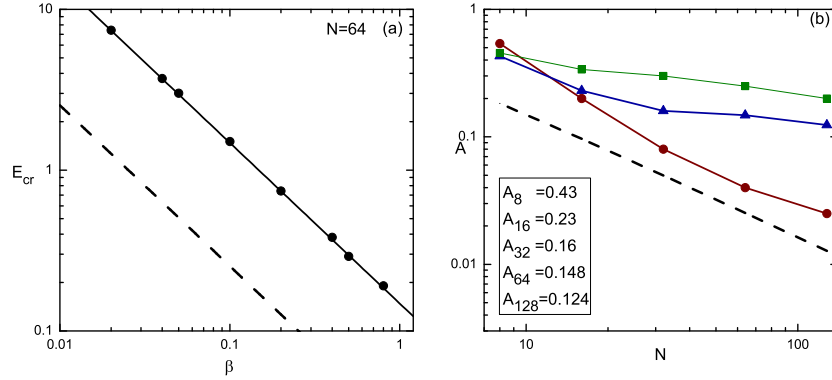 N=64 (a)
10
1
0.1
E_cr
0.01
0.1
1
β
(b)
1
0.1
0.01
A
A_8 =0.43
A_16 =0.23
A_32 =0.16
A_64 =0.148
A_128 =0.124
10
100
N